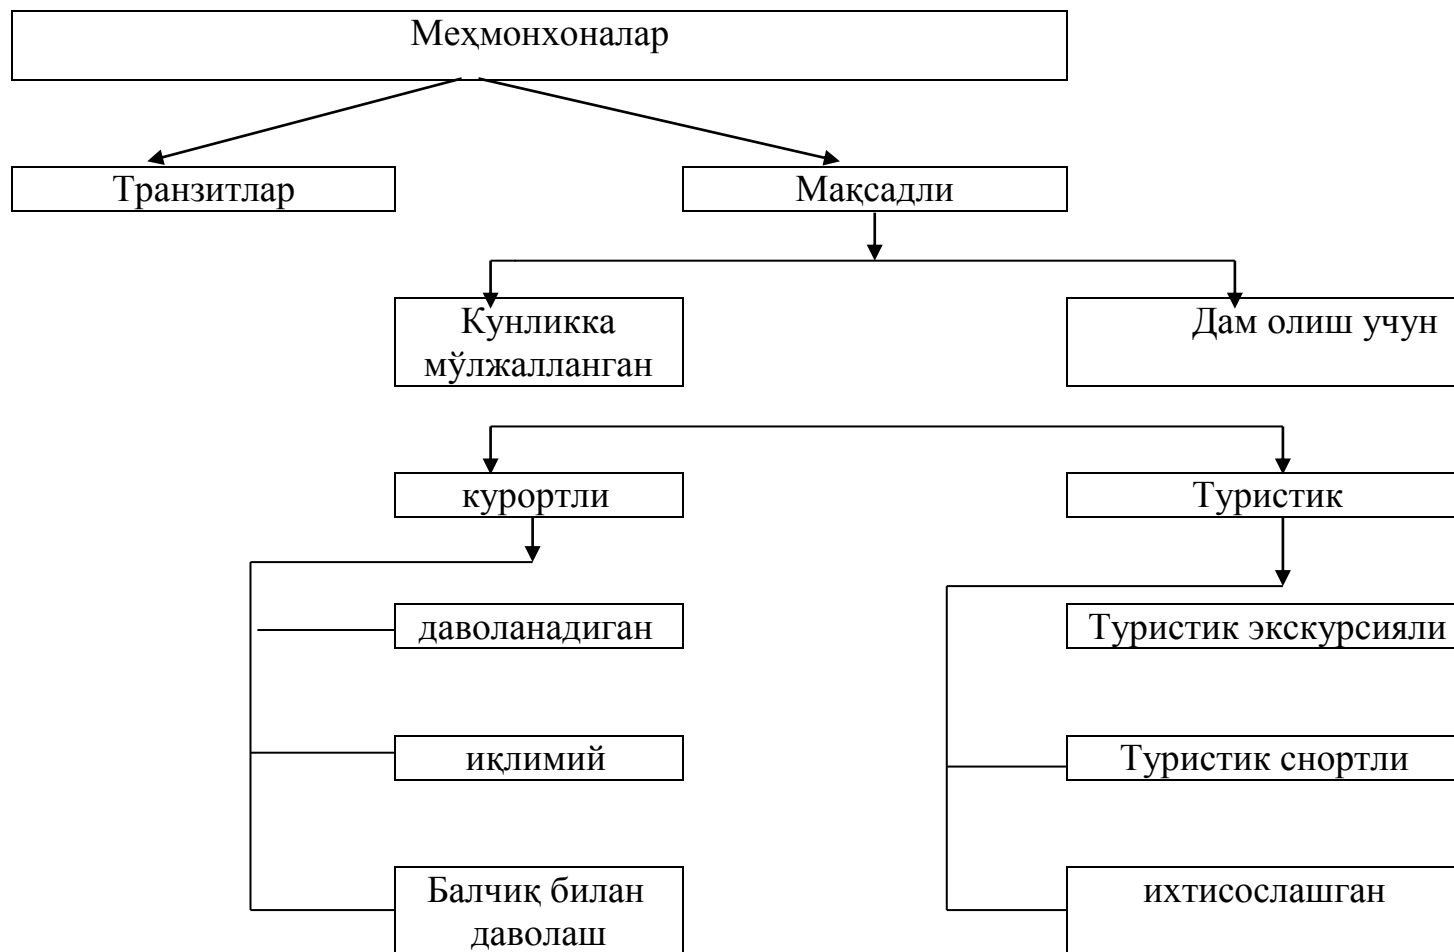 Меҳмонхоналар
Транзитлар
Мақсадли
Кунликка
мўлжалланган
Дам олиш учун
курортли
Туристик
даволанадиган
Туристик экскурсияли
иқлимий
Туристик снортли
Балчиқ билан
даволаш
ихтисослашган